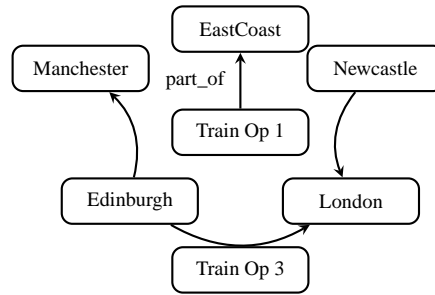 EastCoast
Manchester
Newcastle
part_of
Train Op 1
Edinburgh
London
Train Op 3